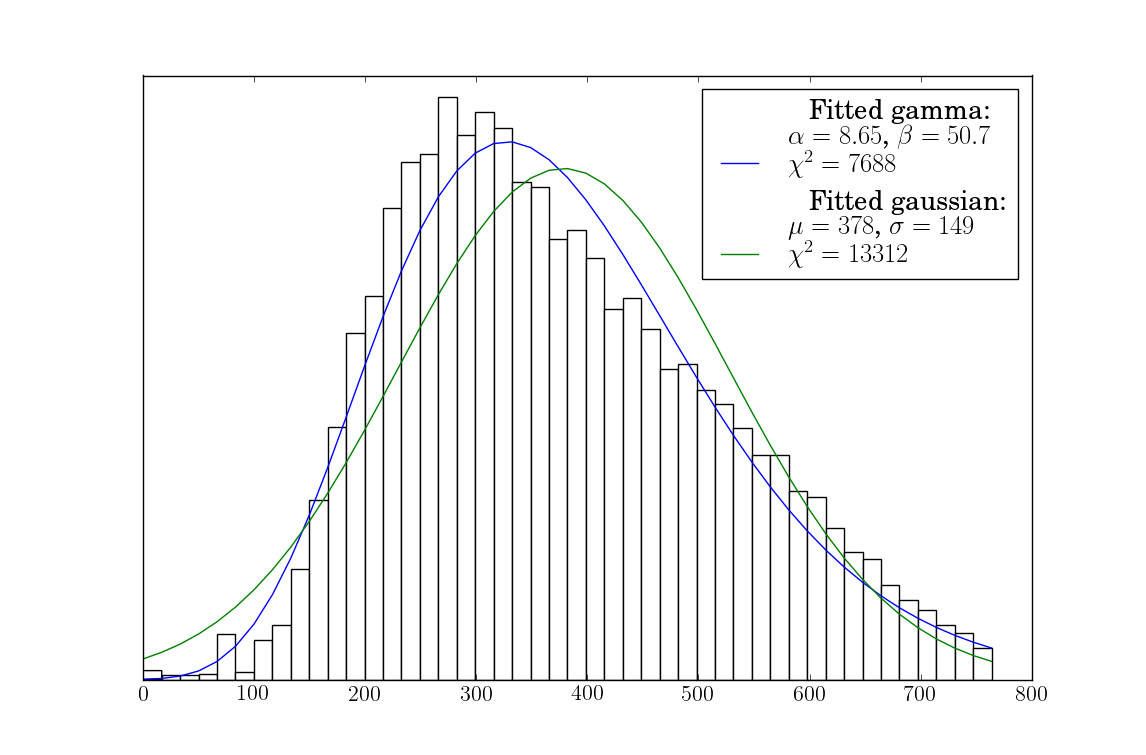 Fitted gamma:
α = 8.65, β = 50.7
χ² = 7688
Fitted gaussian:
μ = 378, σ = 149
χ² = 13312
0 100 200 300 400 500 600 700 800